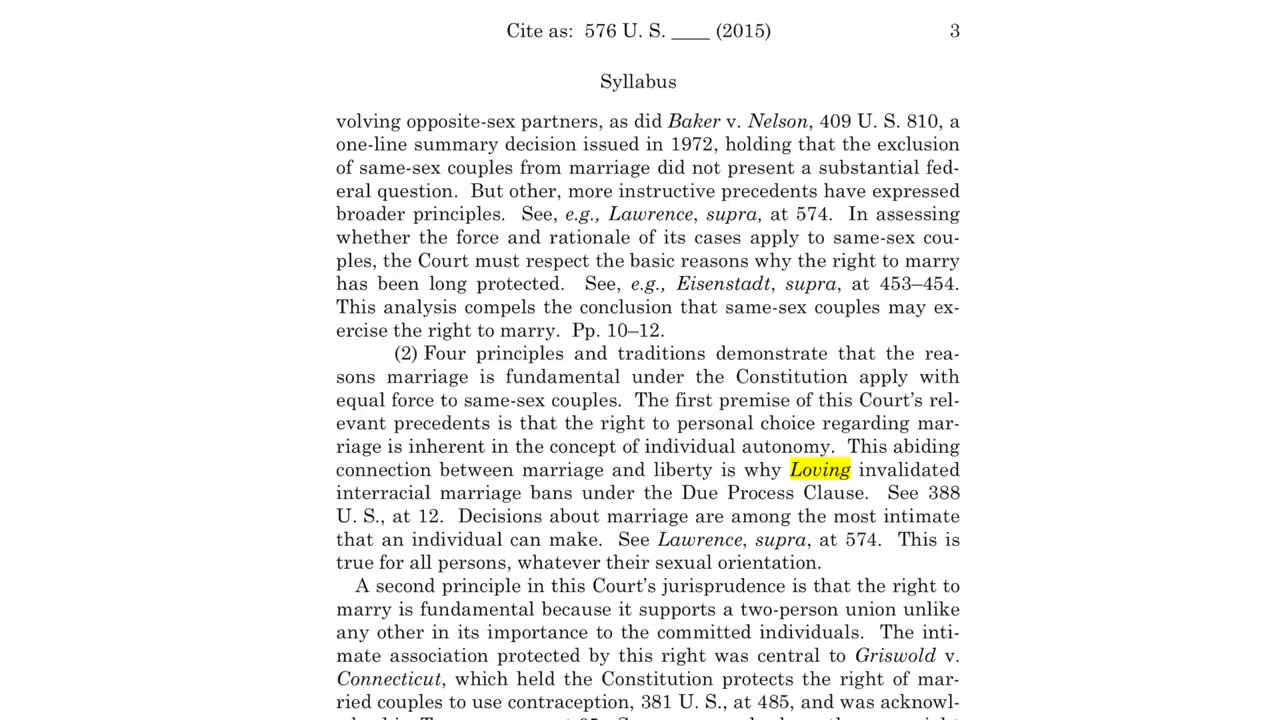 Cite as: 576 U. S. ____ (2015) 3
Syllabus
volving opposite-sex partners, as did Baker v. Nelson, 409 U. S. 810, a
one-line summary decision issued in 1972, holding that the exclusion
of same-sex couples from marriage did not present a substantial fed-
eral question. But other, more instructive precedents have expressed
broader principles. See, e.g., Lawrence, supra, at 574. In assessing
whether the force and rationale of its cases apply to same-sex cou-
ples, the Court must respect the basic reasons why the right to marry
has been long protected. See, e.g., Eisenstadt, supra, at 453–454.
This analysis compels the conclusion that same-sex couples may ex-
ercise the right to marry. Pp. 10–12.
(2) Four principles and traditions demonstrate that the rea-
sons marriage is fundamental under the Constitution apply with
equal force to same-sex couples. The first premise of this Court’s rel-
evant precedents is that the right to personal choice regarding mar-
riage is inherent in the concept of individual autonomy. This abiding
connection between marriage and liberty is why Loving invalidated
interracial marriage bans under the Due Process Clause. See 388
U. S., at 12. Decisions about marriage are among the most intimate
that an individual can make. See Lawrence, supra, at 574. This is
true for all persons, whatever their sexual orientation.
A second principle in this Court’s jurisprudence is that the right to
marry is fundamental because it supports a two-person union unlike
any other in its importance to the committed individuals. The inti-
mate association protected by this right was central to Griswold v.
Connecticut, which held the Constitution protects the right of mar-
ried couples to use contraception, 381 U. S., at 485, and was acknowl-